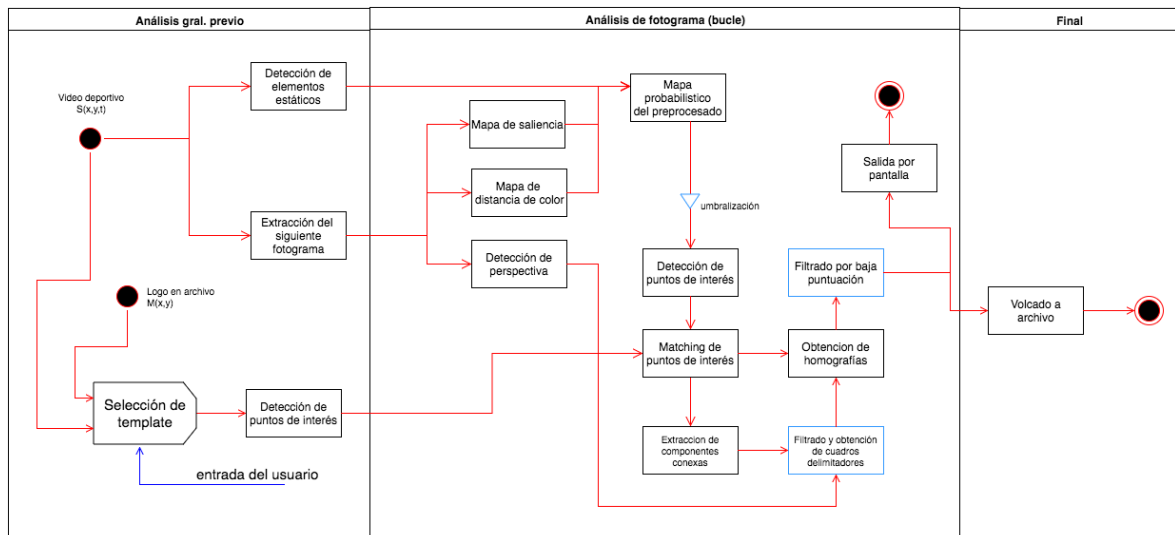 Análisis gral. previo
Análisis de fotograma (bucle)
Final
Video deportivo
S(x,y,t)
Detección de
elementos
estáticos
Extracción del
siguiente
fotograma
Logo en archivo
M(x,y)
Selección de
template
Detección de
puntos de interés
entrada del usuario
Mapa de saliencia
Mapa de
distancia de color
Detección de
perspectiva
Mapa
probabilistico
del preprocesado
umbralización
Detección de
puntos de interés
Matching de
puntos de interés
Extraccion de
componentes
conexas
Filtrado por baja
puntuación
Obtencion de
homografías
Filtrado y obtención
de cuadros
delimitadores
Salida por
pantalla
Volcado a
archivo